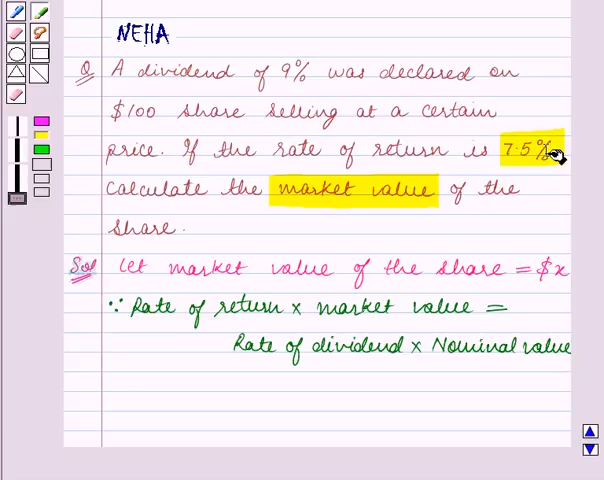 NEHA
Q A dividend of 9% was declared on
$100 share selling at a certain
price. If the rate of return is 7.5%
Calculate the market value of the
share.
Sol Let market value of the share = $x
∵ Rate of return × market value =
Rate of dividend × Nominal value